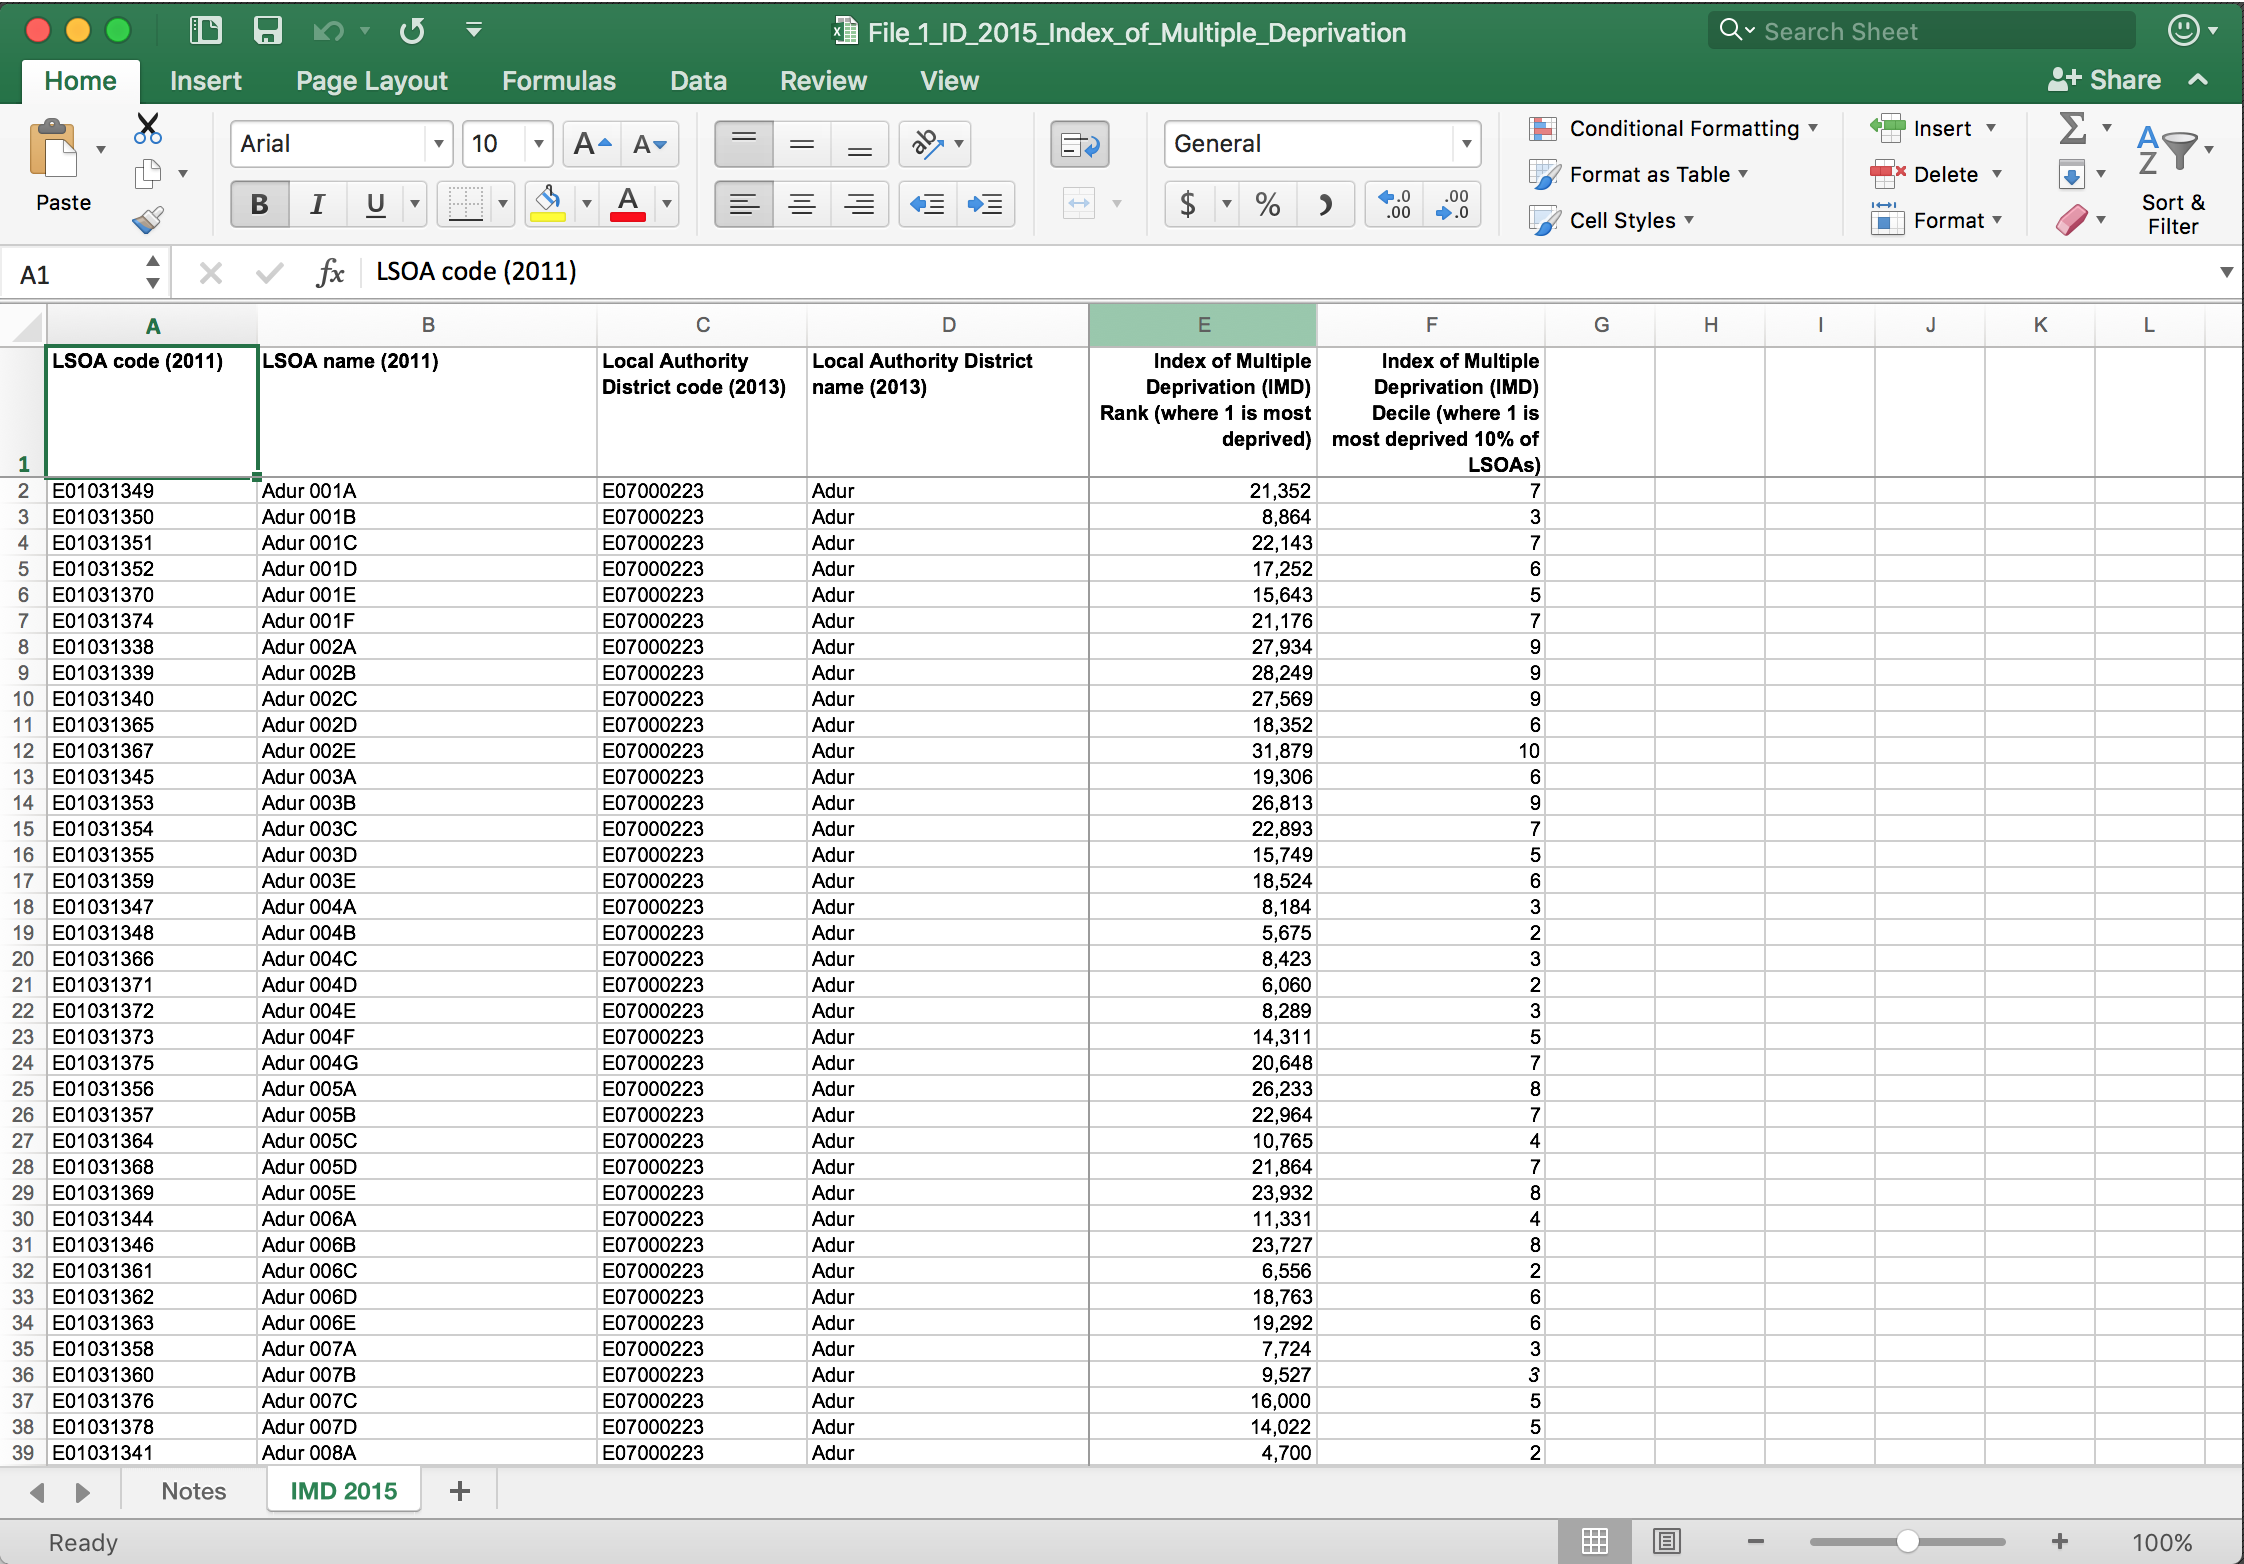 File_1_ID_2015_Index_of_Multiple_Deprivation
Search Sheet
Home Insert Page Layout Formulas Data Review View Share
Paste
Arial 10 A A
B I U A
ab
General
$ % .0 .00 .00 .0
Conditional Formatting
Format as Table
Cell Styles
Insert
Delete
Format
Σ
A Z
Sort &
Filter
A1 fx LSOA code (2011)
A B C D E F G H I J K L
1 LSOA code (2011) LSOA name (2011) Local Authority District code (2013) Local Authority District name (2013) Index of Multiple Deprivation (IMD) Rank (where 1 is most deprived) Index of Multiple Deprivation (IMD) Decile (where 1 is most deprived 10% of LSOAs)
2 E01031349 Adur 001A E07000223 Adur 21,352 7
3 E01031350 Adur 001B E07000223 Adur 8,864 3
4 E01031351 Adur 001C E07000223 Adur 22,143 7
5 E01031352 Adur 001D E07000223 Adur 17,252 6
6 E01031370 Adur 001E E07000223 Adur 15,643 5
7 E01031374 Adur 001F E07000223 Adur 21,176 7
8 E01031338 Adur 002A E07000223 Adur 27,934 9
9 E01031339 Adur 002B E07000223 Adur 28,249 9
10 E01031340 Adur 002C E07000223 Adur 27,569 9
11 E01031365 Adur 002D E07000223 Adur 18,352 6
12 E01031367 Adur 002E E07000223 Adur 31,879 10
13 E01031345 Adur 003A E07000223 Adur 19,306 6
14 E01031353 Adur 003B E07000223 Adur 26,813 9
15 E01031354 Adur 003C E07000223 Adur 22,893 7
16 E01031355 Adur 003D E07000223 Adur 15,749 5
17 E01031359 Adur 003E E07000223 Adur 18,524 6
18 E01031347 Adur 004A E07000223 Adur 8,184 3
19 E01031348 Adur 004B E07000223 Adur 5,675 2
20 E01031366 Adur 004C E07000223 Adur 8,423 3
21 E01031371 Adur 004D E07000223 Adur 6,060 2
22 E01031372 Adur 004E E07000223 Adur 8,289 3
23 E01031373 Adur 004F E07000223 Adur 14,311 5
24 E01031375 Adur 004G E07000223 Adur 20,648 7
25 E01031356 Adur 005A E07000223 Adur 26,233 8
26 E01031357 Adur 005B E07000223 Adur 22,964 7
27 E01031364 Adur 005C E07000223 Adur 10,765 4
28 E01031368 Adur 005D E07000223 Adur 21,864 7
29 E01031369 Adur 005E E07000223 Adur 23,932 8
30 E01031344 Adur 006A E07000223 Adur 11,331 4
31 E01031346 Adur 006B E07000223 Adur 23,727 8
32 E01031361 Adur 006C E07000223 Adur 6,556 2
33 E01031362 Adur 006D E07000223 Adur 18,763 6
34 E01031363 Adur 006E E07000223 Adur 19,292 6
35 E01031358 Adur 007A E07000223 Adur 7,724 3
36 E01031360 Adur 007B E07000223 Adur 9,527 3
37 E01031376 Adur 007C E07000223 Adur 16,000 5
38 E01031378 Adur 007D E07000223 Adur 14,022 5
39 E01031341 Adur 008A E07000223 Adur 4,700 2
Notes IMD 2015 +
Ready 100%